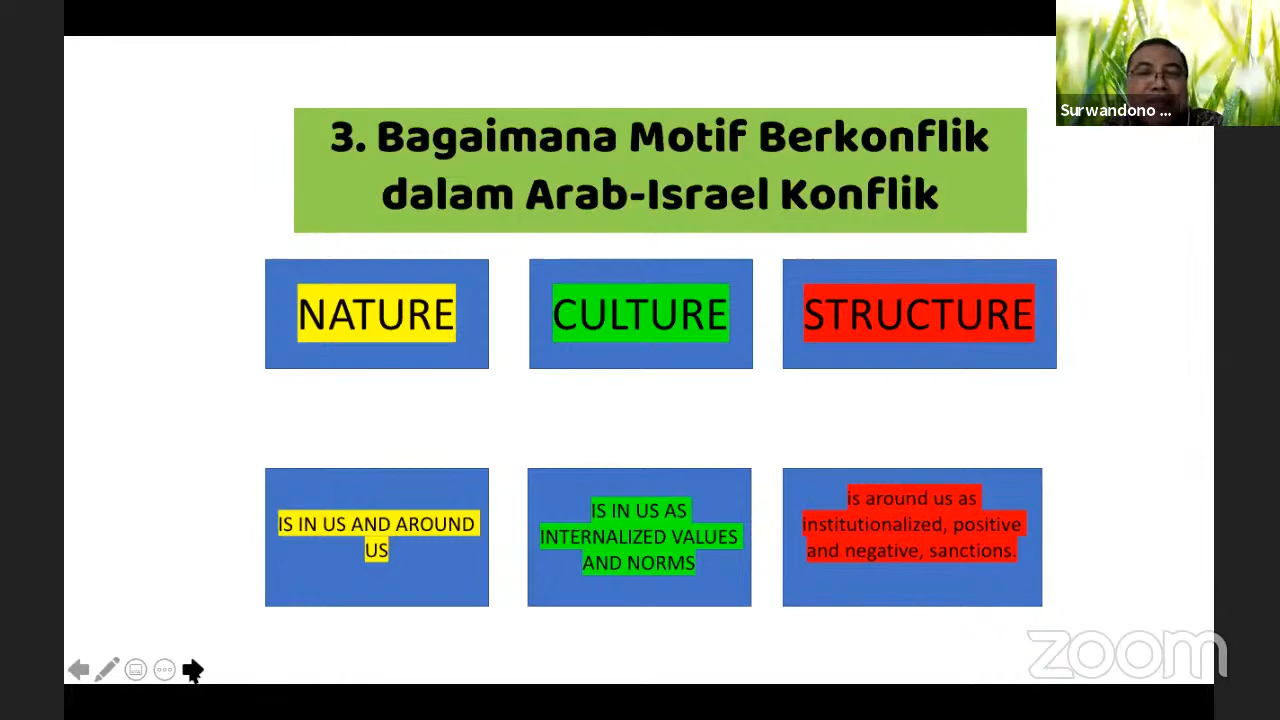 Surwandono ...
3. Bagaimana Motif Berkonflik
dalam Arab-Israel Konflik
NATURE
CULTURE
STRUCTURE
IS IN US AND AROUND
US
IS IN US AS
INTERNALIZED VALUES
AND NORMS
is around us as
institutionalized, positive
and negative, sanctions.
zoom